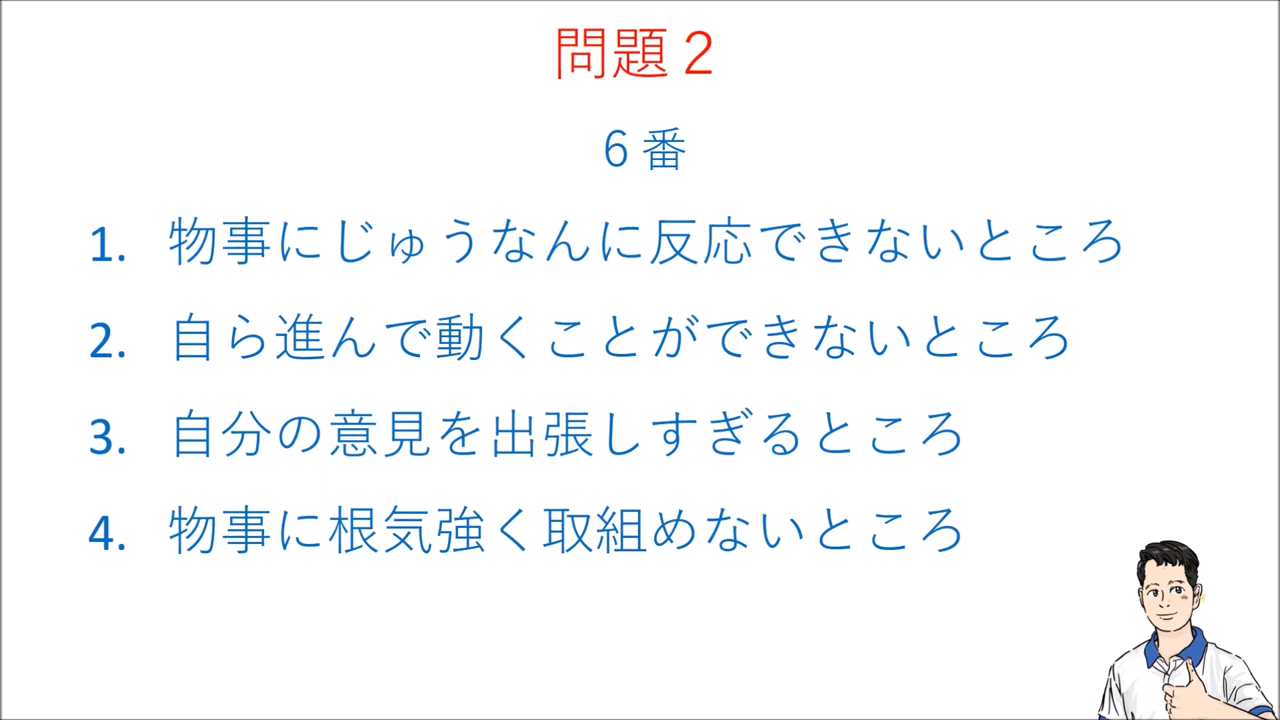 問題２
６番
1. 物事にじゅうなんに反応できないところ
2. 自ら進んで動くことができないところ
3. 自分の意見を出張しすぎるところ
4. 物事に根気強く取組めないところ